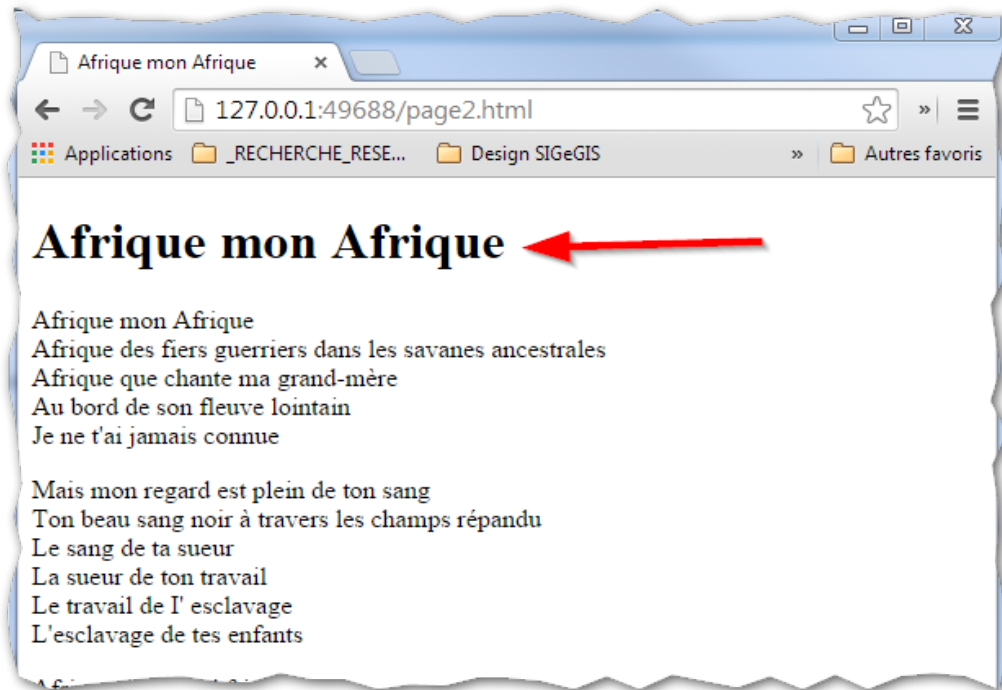 Afrique mon Afrique
127.0.0.1:49688/page2.html
Applications _RECHERCHE_RESE... Design SIGeGIS » Autres favoris
Afrique mon Afrique
Afrique mon Afrique
Afrique des fiers guerriers dans les savanes ancestrales
Afrique que chante ma grand-mère
Au bord de son fleuve lointain
Je ne t'ai jamais connue
Mais mon regard est plein de ton sang
Ton beau sang noir à travers les champs répandu
Le sang de ta sueur
La sueur de ton travail
Le travail de I' esclavage
L'esclavage de tes enfants